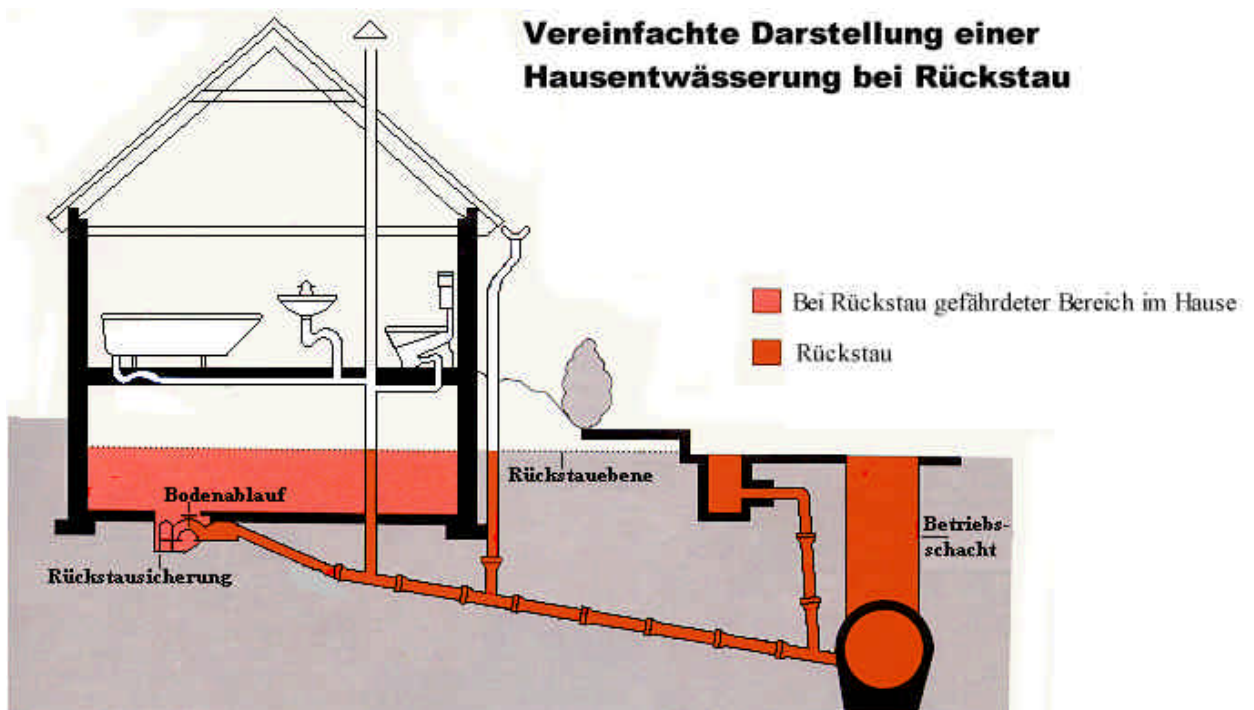 Vereinfachte Darstellung einer
Hausentwässerung bei Rückstau
Bei Rückstau gefährdeter Bereich im Hause
Rückstau
Rückstauebene
Bodenablauf
Rückstausicherung
Betriebs-
schacht